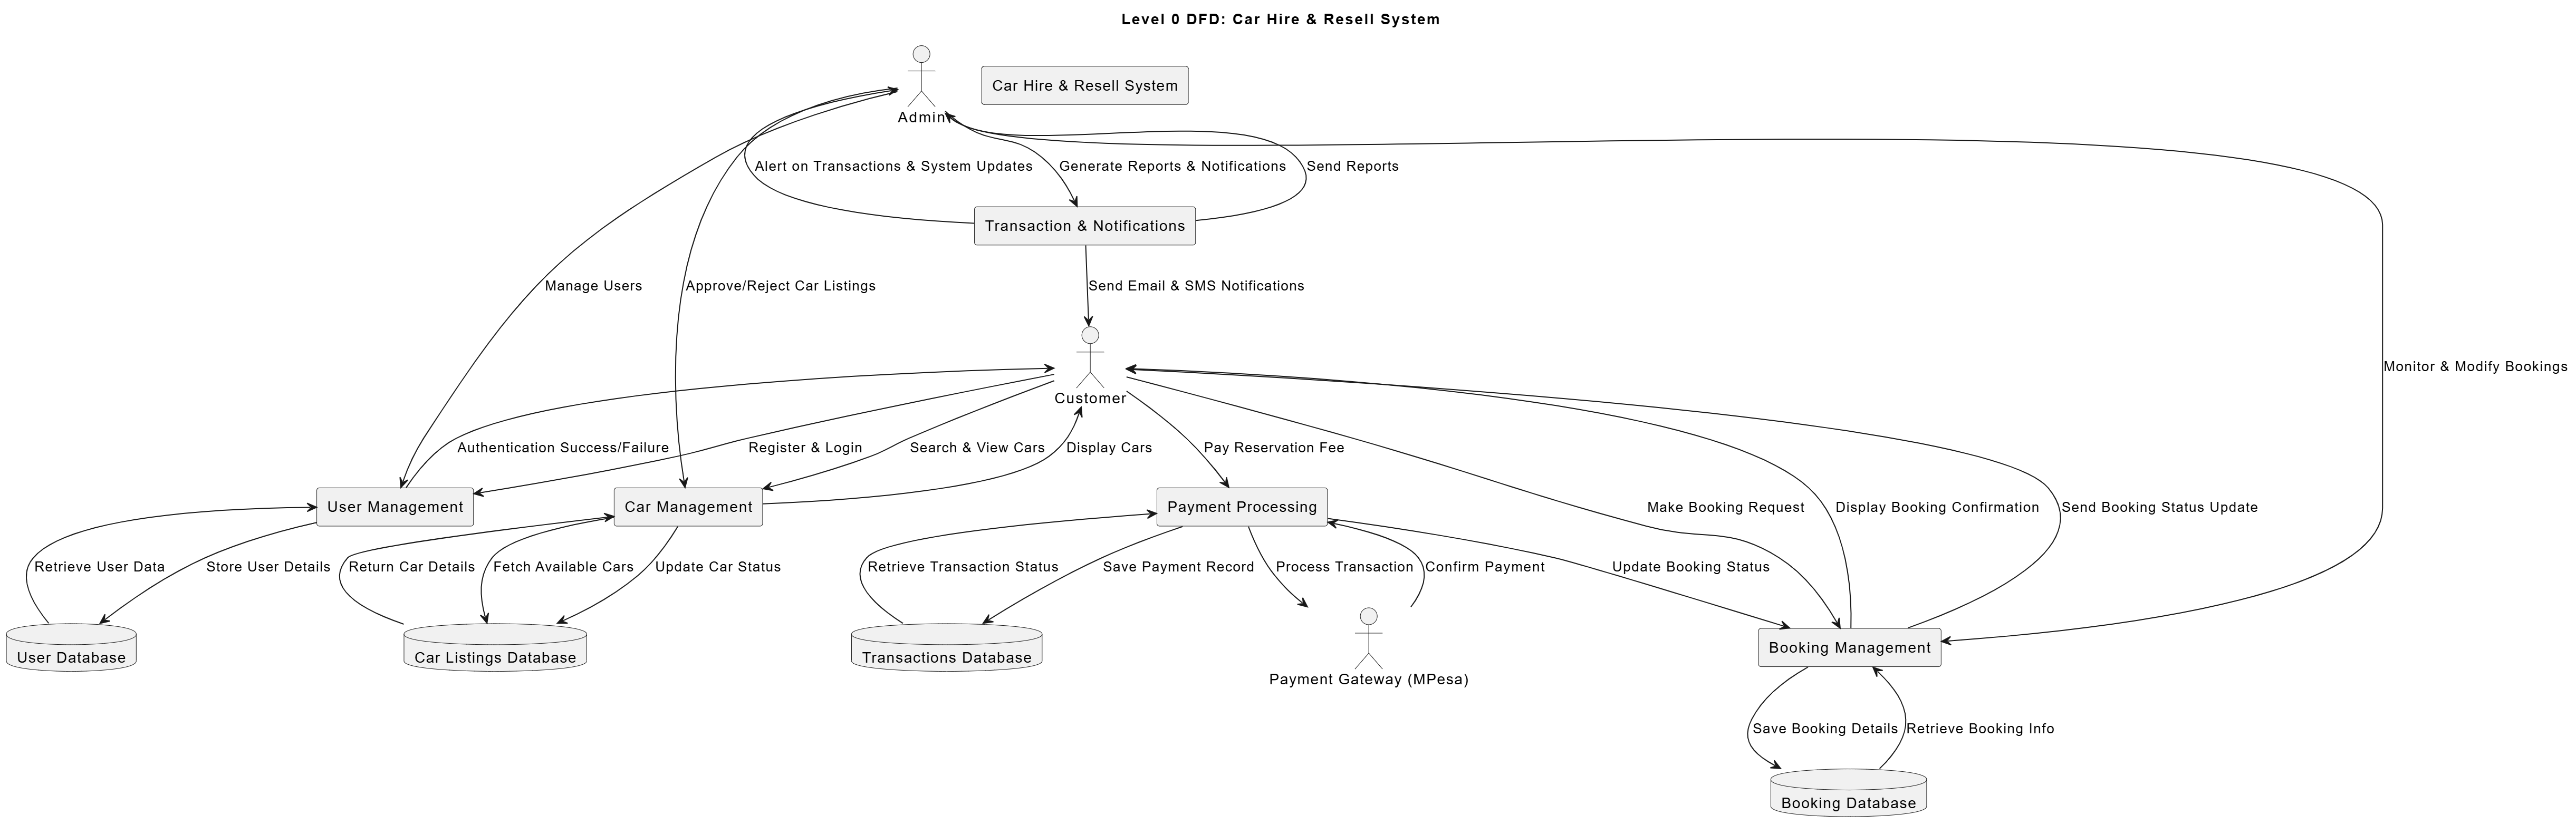 Level 0 DFD: Car Hire & Resell System
Car Hire & Resell System
Admin
Alert on Transactions & System Updates
Generate Reports & Notifications
Send Reports
Transaction & Notifications
Manage Users
Approve/Reject Car Listings
Send Email & SMS Notifications
Monitor & Modify Bookings
Customer
Authentication Success/Failure
Register & Login
Search & View Cars
Display Cars
Pay Reservation Fee
User Management
Car Management
Payment Processing
Make Booking Request
Display Booking Confirmation
Send Booking Status Update
Retrieve User Data
Store User Details
Return Car Details
Fetch Available Cars
Update Car Status
Retrieve Transaction Status
Save Payment Record
Process Transaction
Confirm Payment
Update Booking Status
User Database
Car Listings Database
Transactions Database
Payment Gateway (MPesa)
Booking Management
Save Booking Details
Retrieve Booking Info
Booking Database